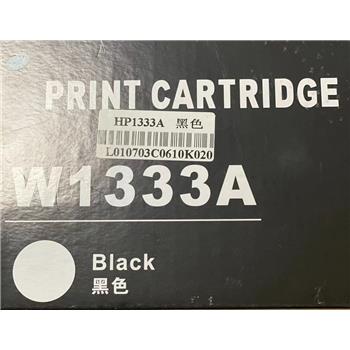 PRINT CARTRIDGE
HP1333A 黑色
L010703C0610K020
W1333A
Black
黑色